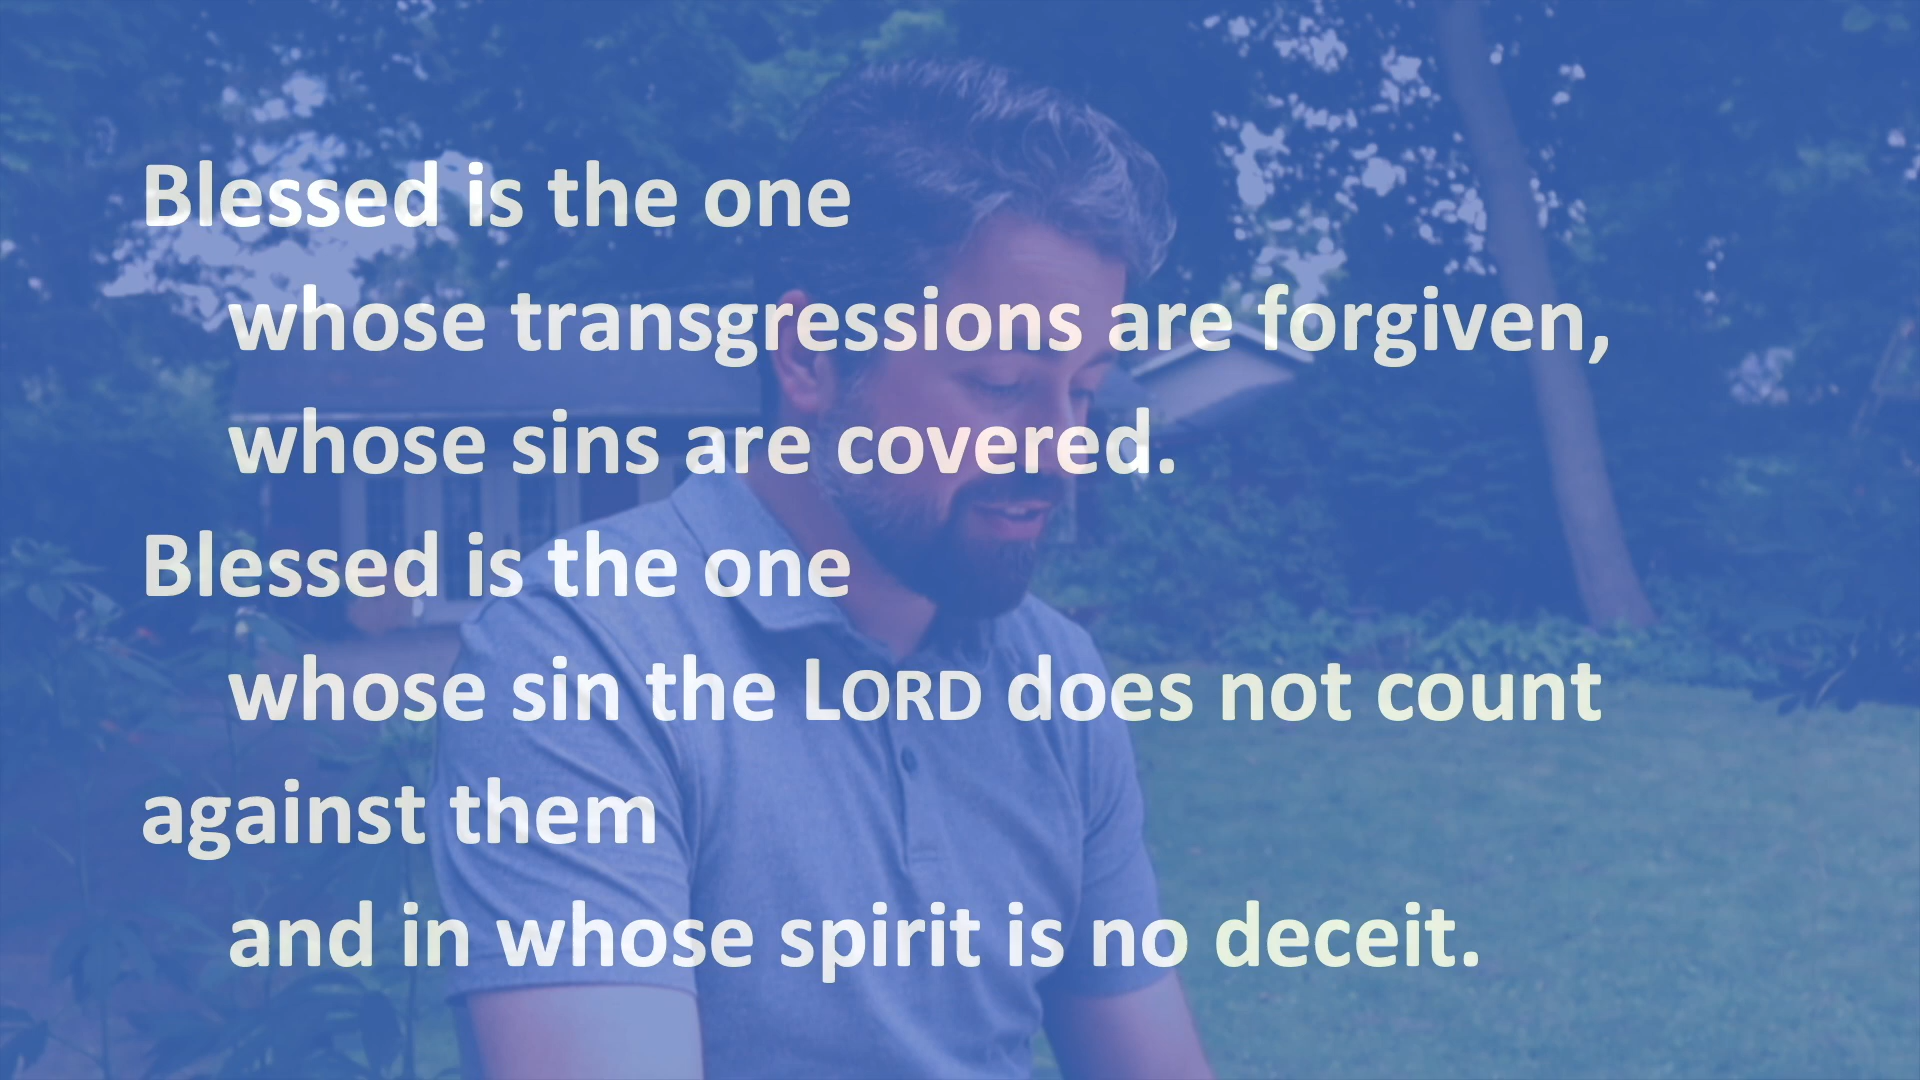 Blessed is the one
whose transgressions are forgiven,
whose sins are covered.
Blessed is the one
whose sin the LORD does not count
against them
and in whose spirit is no deceit.